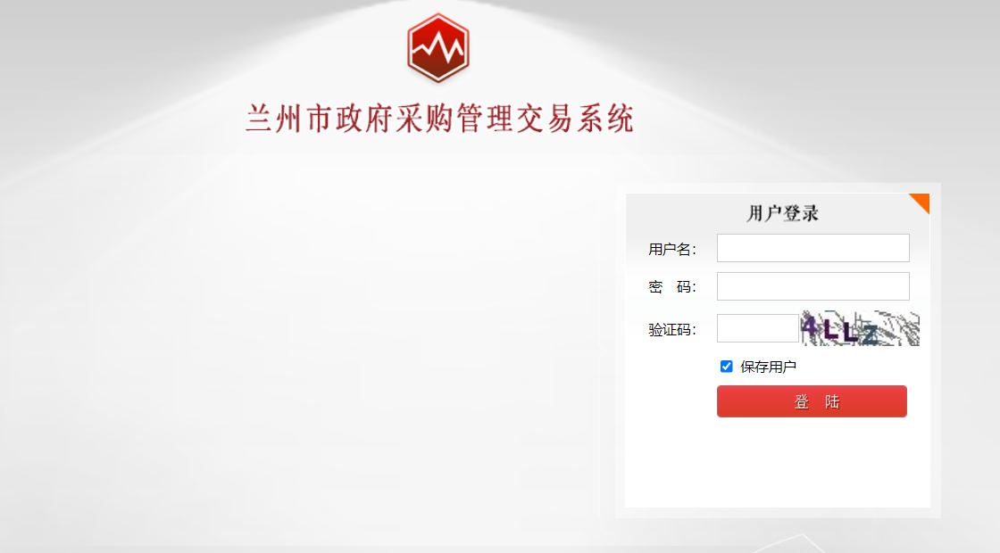 兰州市政府采购管理交易系统
用户登录
用户名：
密　码：
验证码：
4LLZ
保存用户
登　陆